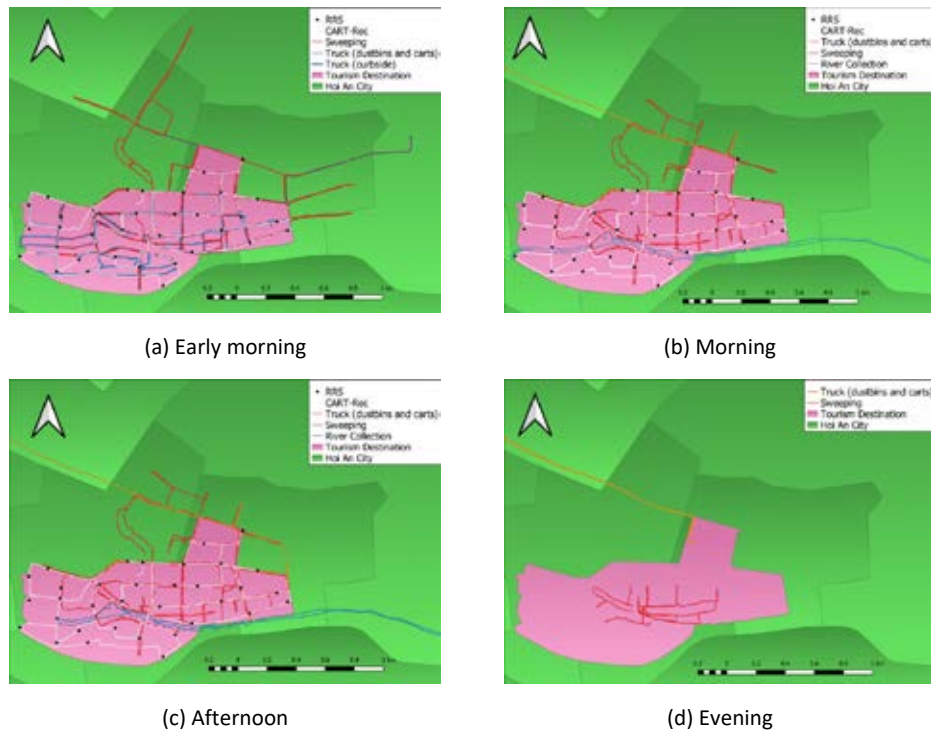 RRS
CART-Rec
Sweeping
Truck (dustbins and carts)-
Truck (curbside)
Tourism Destination
Hoi An City
(a) Early morning
RRS
CART-Rec
Truck (dustbins and carts)
Sweeping
River Collection
Tourism Destination
Hoi An City
(b) Morning
RRS
CART-Rec
Truck (dustbins and carts)-
Sweeping
River Collection
Tourism Destination
Hoi An City
(c) Afternoon
Truck (dustbins and carts)
Sweeping
Tourism Destination
Hoi An City
(d) Evening